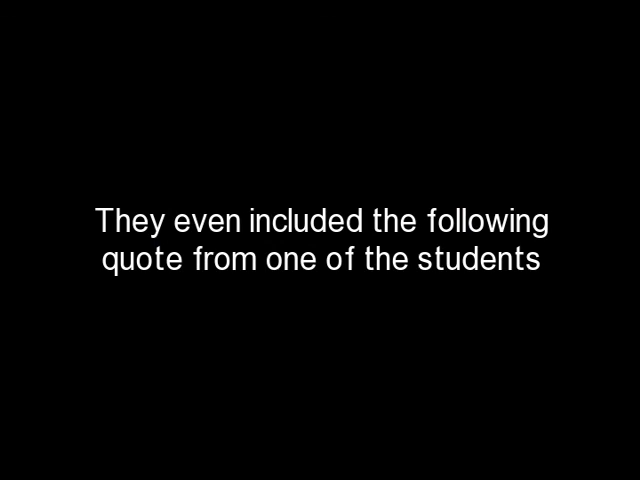 They even included the following
quote from one of the students